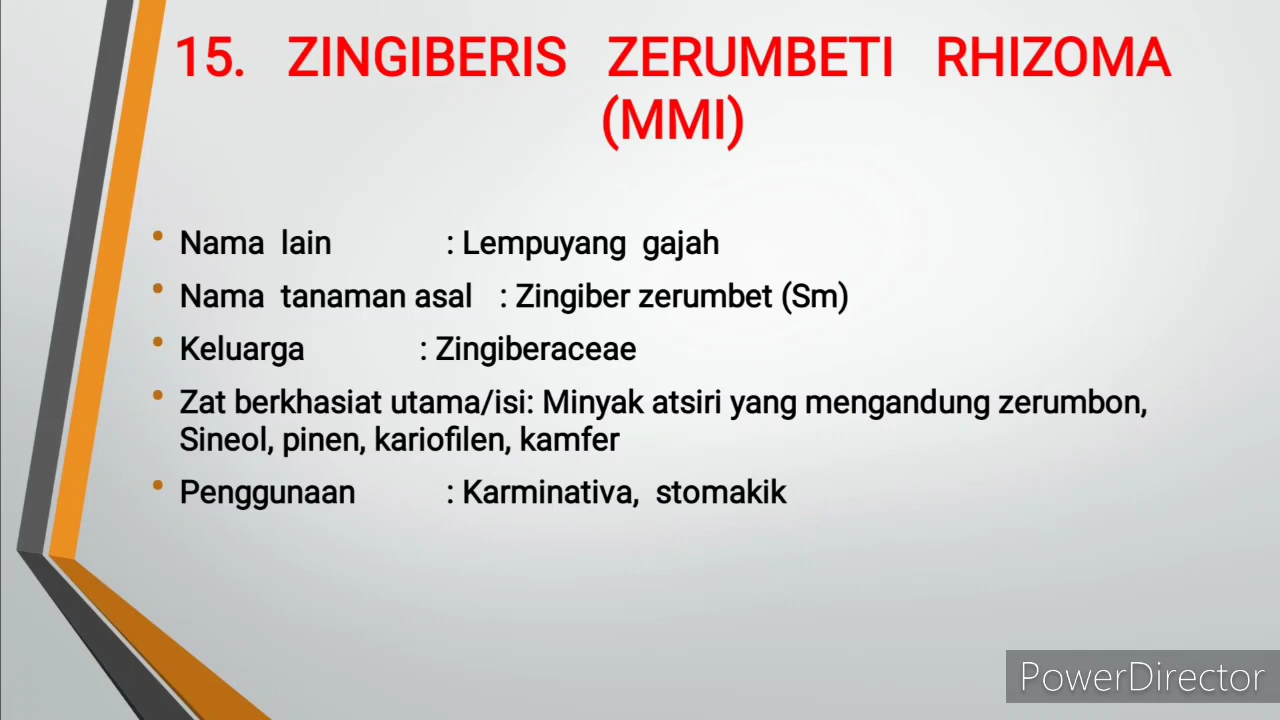 15. ZINGIBERIS ZERUMBETI RHIZOMA
(MMI)
• Nama lain : Lempuyang gajah
• Nama tanaman asal : Zingiber zerumbet (Sm)
• Keluarga : Zingiberaceae
• Zat berkhasiat utama/isi: Minyak atsiri yang mengandung zerumbon,
Sineol, pinen, kariofilen, kamfer
• Penggunaan : Karminativa, stomakik
PowerDirector